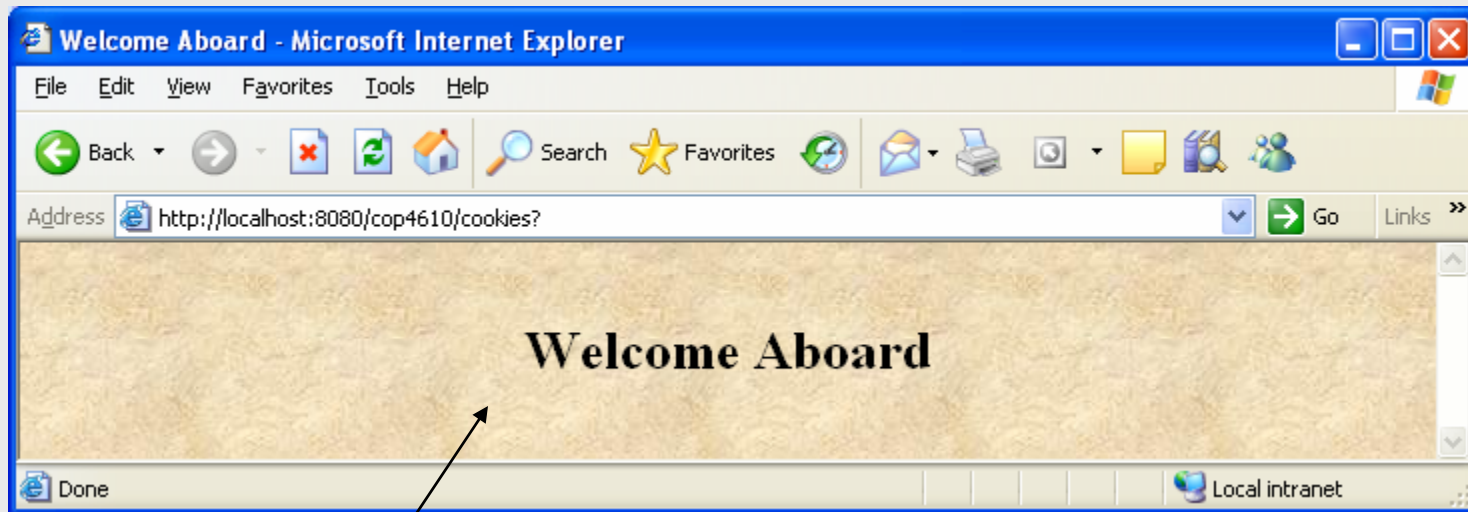 Welcome Aboard - Microsoft Internet Explorer
File Edit View Favorites Tools Help
Back Search Favorites
Address http://localhost:8080/cop4610/cookies? Go Links »
Welcome Aboard
Done Local intranet